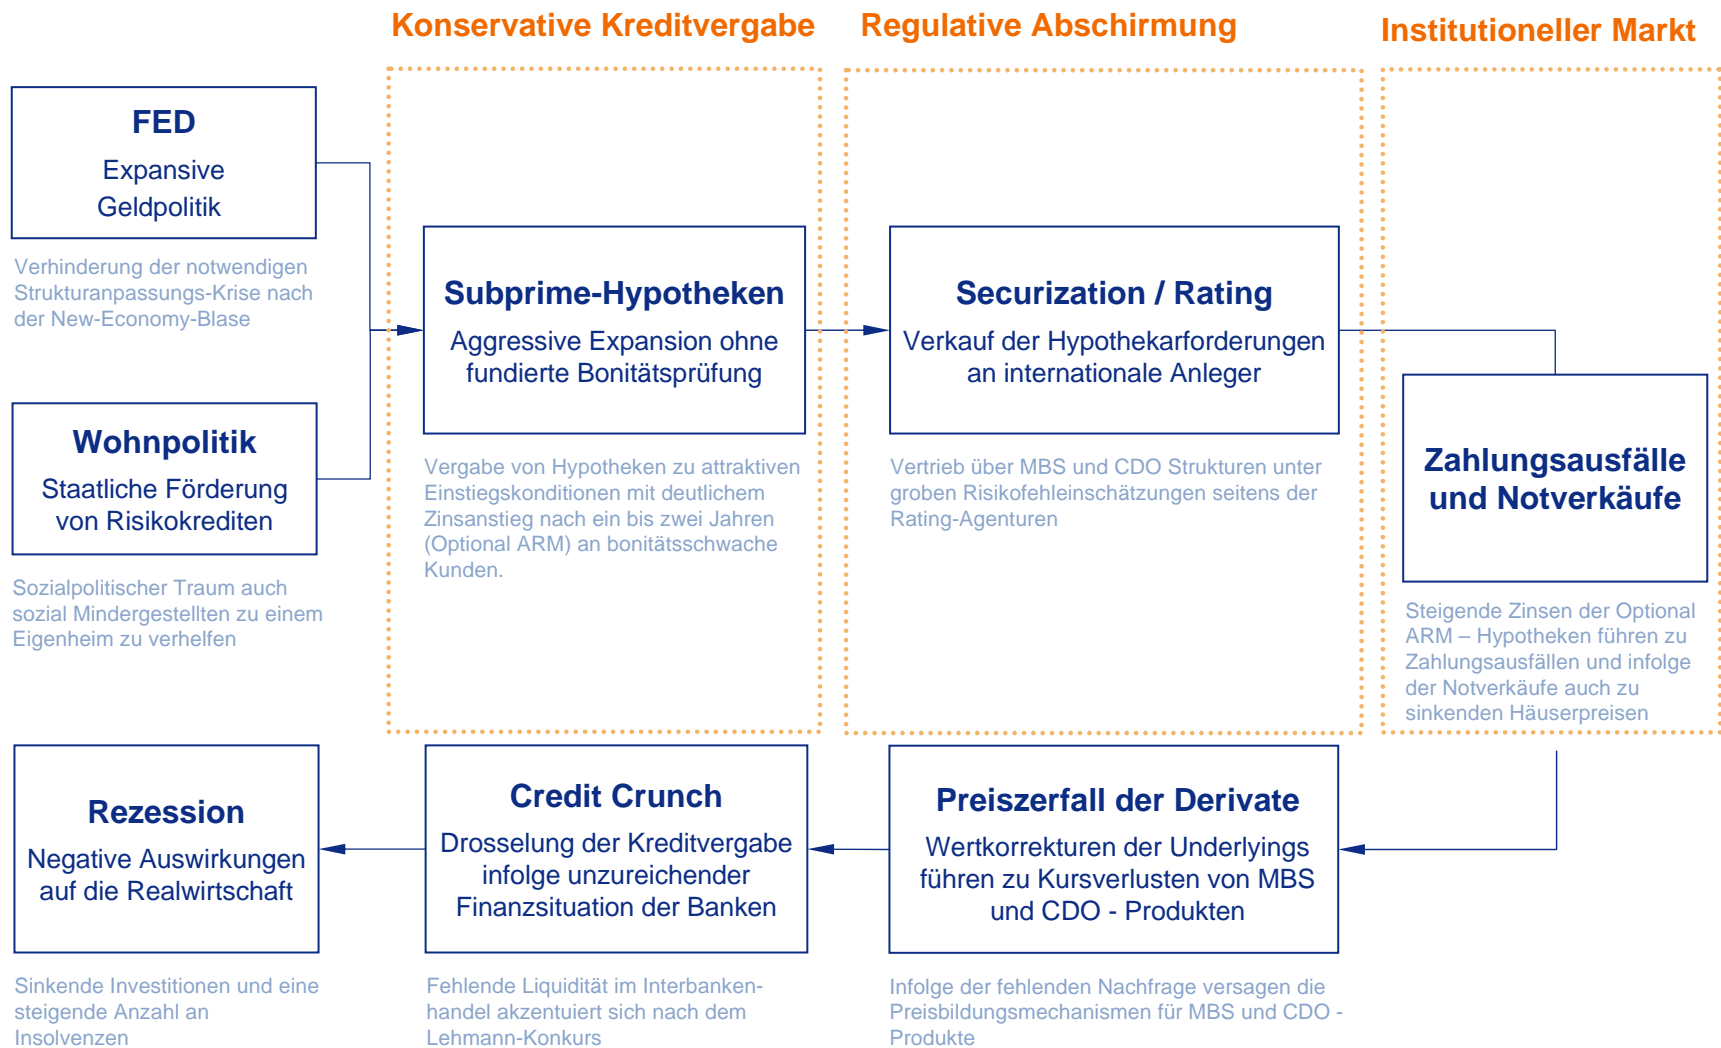 Konservative Kreditvergabe
Regulative Abschirmung
Institutioneller Markt
FED
Expansive
Geldpolitik
Verhinderung der notwendigen
Strukturanpassungs-Krise nach
der New-Economy-Blase
Wohnpolitik
Staatliche Förderung
von Risikokrediten
Sozialpolitischer Traum auch
sozial Mindergestellten zu einem
Eigenheim zu verhelfen
Subprime-Hypotheken
Aggressive Expansion ohne
fundierte Bonitätsprüfung
Vergabe von Hypotheken zu attraktiven
Einstiegskonditionen mit deutlichem
Zinsanstieg nach ein bis zwei Jahren
(Optional ARM) an bonitätsschwache
Kunden.
Securization / Rating
Verkauf der Hypothekarforderungen
an internationale Anleger
Vertrieb über MBS und CDO Strukturen unter
groben Risikofehleinschätzungen seitens der
Rating-Agenturen
Zahlungsausfälle
und Notverkäufe
Steigende Zinsen der Optional
ARM – Hypotheken führen zu
Zahlungsausfällen und infolge
der Notverkäufe auch zu
sinkenden Häuserpreisen
Preiszerfall der Derivate
Wertkorrekturen der Underlyings
führen zu Kursverlusten von MBS
und CDO - Produkten
Infolge der fehlenden Nachfrage versagen die
Preisbildungsmechanismen für MBS und CDO -
Produkte
Credit Crunch
Drosselung der Kreditvergabe
infolge unzureichender
Finanzsituation der Banken
Fehlende Liquidität im Interbanken-
handel akzentuiert sich nach dem
Lehmann-Konkurs
Rezession
Negative Auswirkungen
auf die Realwirtschaft
Sinkende Investitionen und eine
steigende Anzahl an
Insolvenzen